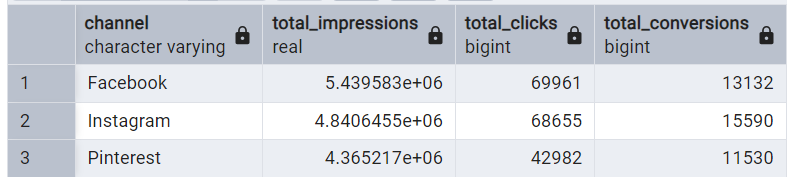 channel total_impressions total_clicks total_conversions
character varying real bigint bigint
1 Facebook 5.439583e+06 69961 13132
2 Instagram 4.8406455e+06 68655 15590
3 Pinterest 4.365217e+06 42982 11530